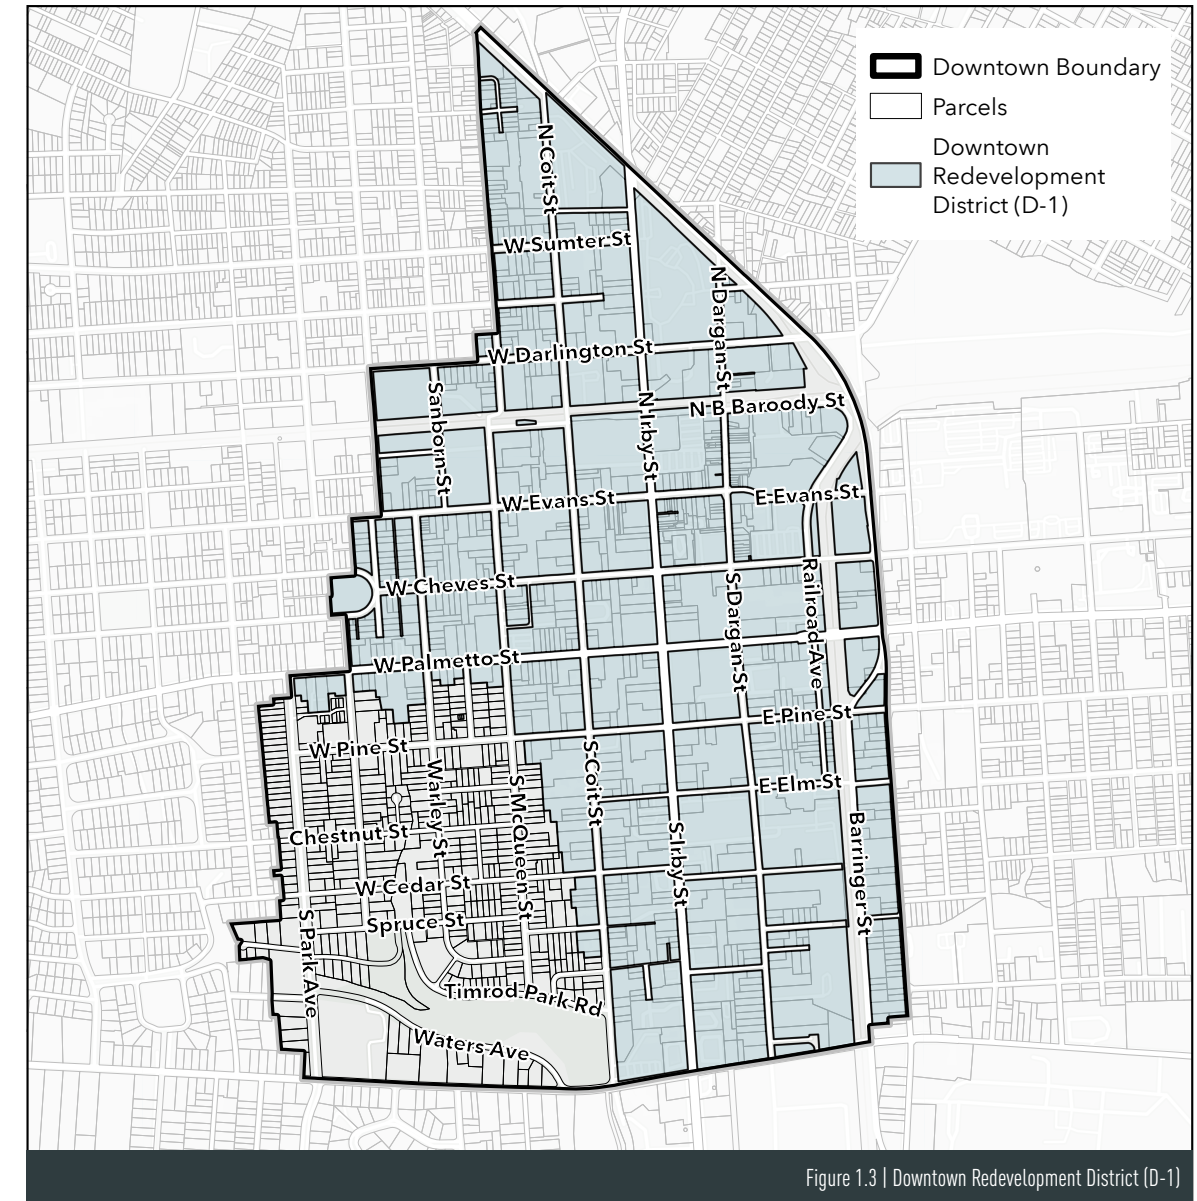 Downtown Boundary
Parcels
Downtown
Redevelopment
District (D-1)
N Coit St
W Sumter St
N Dargan St
W Darlington St
Sanborn St
N Irby St
N B Baroody St
W Evans St
E Evans St
W Cheves St
S Dargan St
Railroad Ave
W Palmetto St
E Pine St
W Pine St
S Coit St
Warley St
S McQueen St
E Elm St
Chestnut St
S Irby St
Barringer St
W Cedar St
Spruce St
S Park Ave
Timrod Park Rd
Waters Ave
Figure 1.3 | Downtown Redevelopment District (D-1)